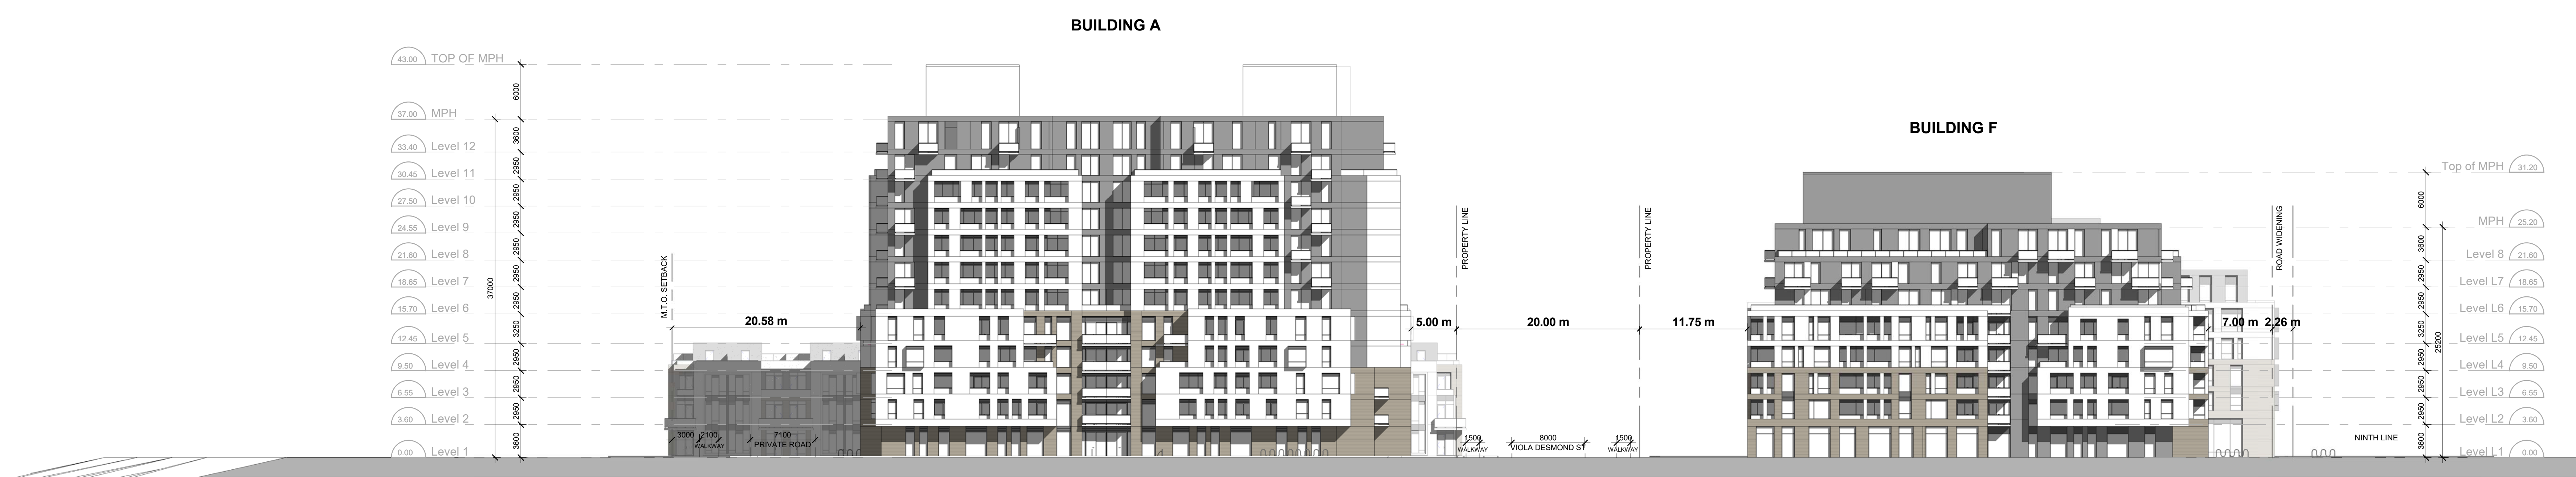 BUILDING A
43.00 TOP OF MPH
6000
37.00 MPH
3600
33.40 Level 12
2950
30.45 Level 11
2950
27.50 Level 10
2950
24.55 Level 9
2950
21.60 Level 8
2950
18.65 Level 7
2950
15.70 Level 6
3250
12.45 Level 5
2950
9.50 Level 4
2950
6.55 Level 3
2950
3.60 Level 2
3600
0.00 Level 1
37000
M.T.O. SETBACK
20.58 m
3000
2100
WALKWAY
7100
PRIVATE ROAD
5.00 m
PROPERTY LINE
20.00 m
1500
WALKWAY
8000
VIOLA DESMOND ST
1500
WALKWAY
PROPERTY LINE
11.75 m
BUILDING F
7.00 m
2.26 m
ROAD WIDENING
NINTH LINE
Top of MPH 31.20
6000
MPH 25.20
3600
Level 8 21.60
2950
Level L7 18.65
2950
Level L6 15.70
3250
Level L5 12.45
2950
Level L4 9.50
2950
Level L3 6.55
2950
Level L2 3.60
3600
Level L1 0.00
25200